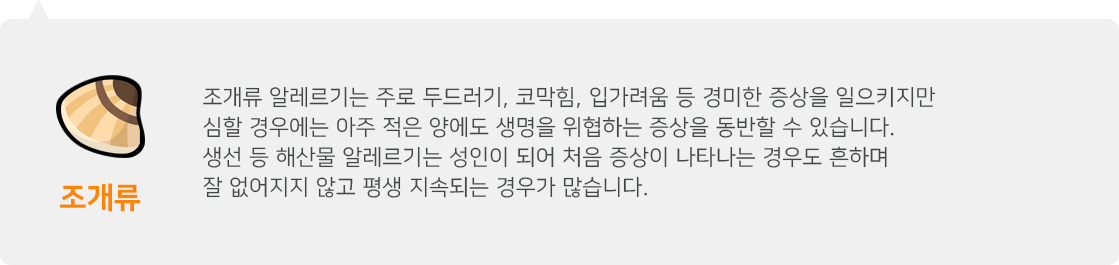 조개류 알레르기는 주로 두드러기, 코막힘, 입가려움 등 경미한 증상을 일으키지만
심할 경우에는 아주 적은 양에도 생명을 위협하는 증상을 동반할 수 있습니다.
생선 등 해산물 알레르기는 성인이 되어 처음 증상이 나타나는 경우도 흔하며
잘 없어지지 않고 평생 지속되는 경우가 많습니다.
조개류